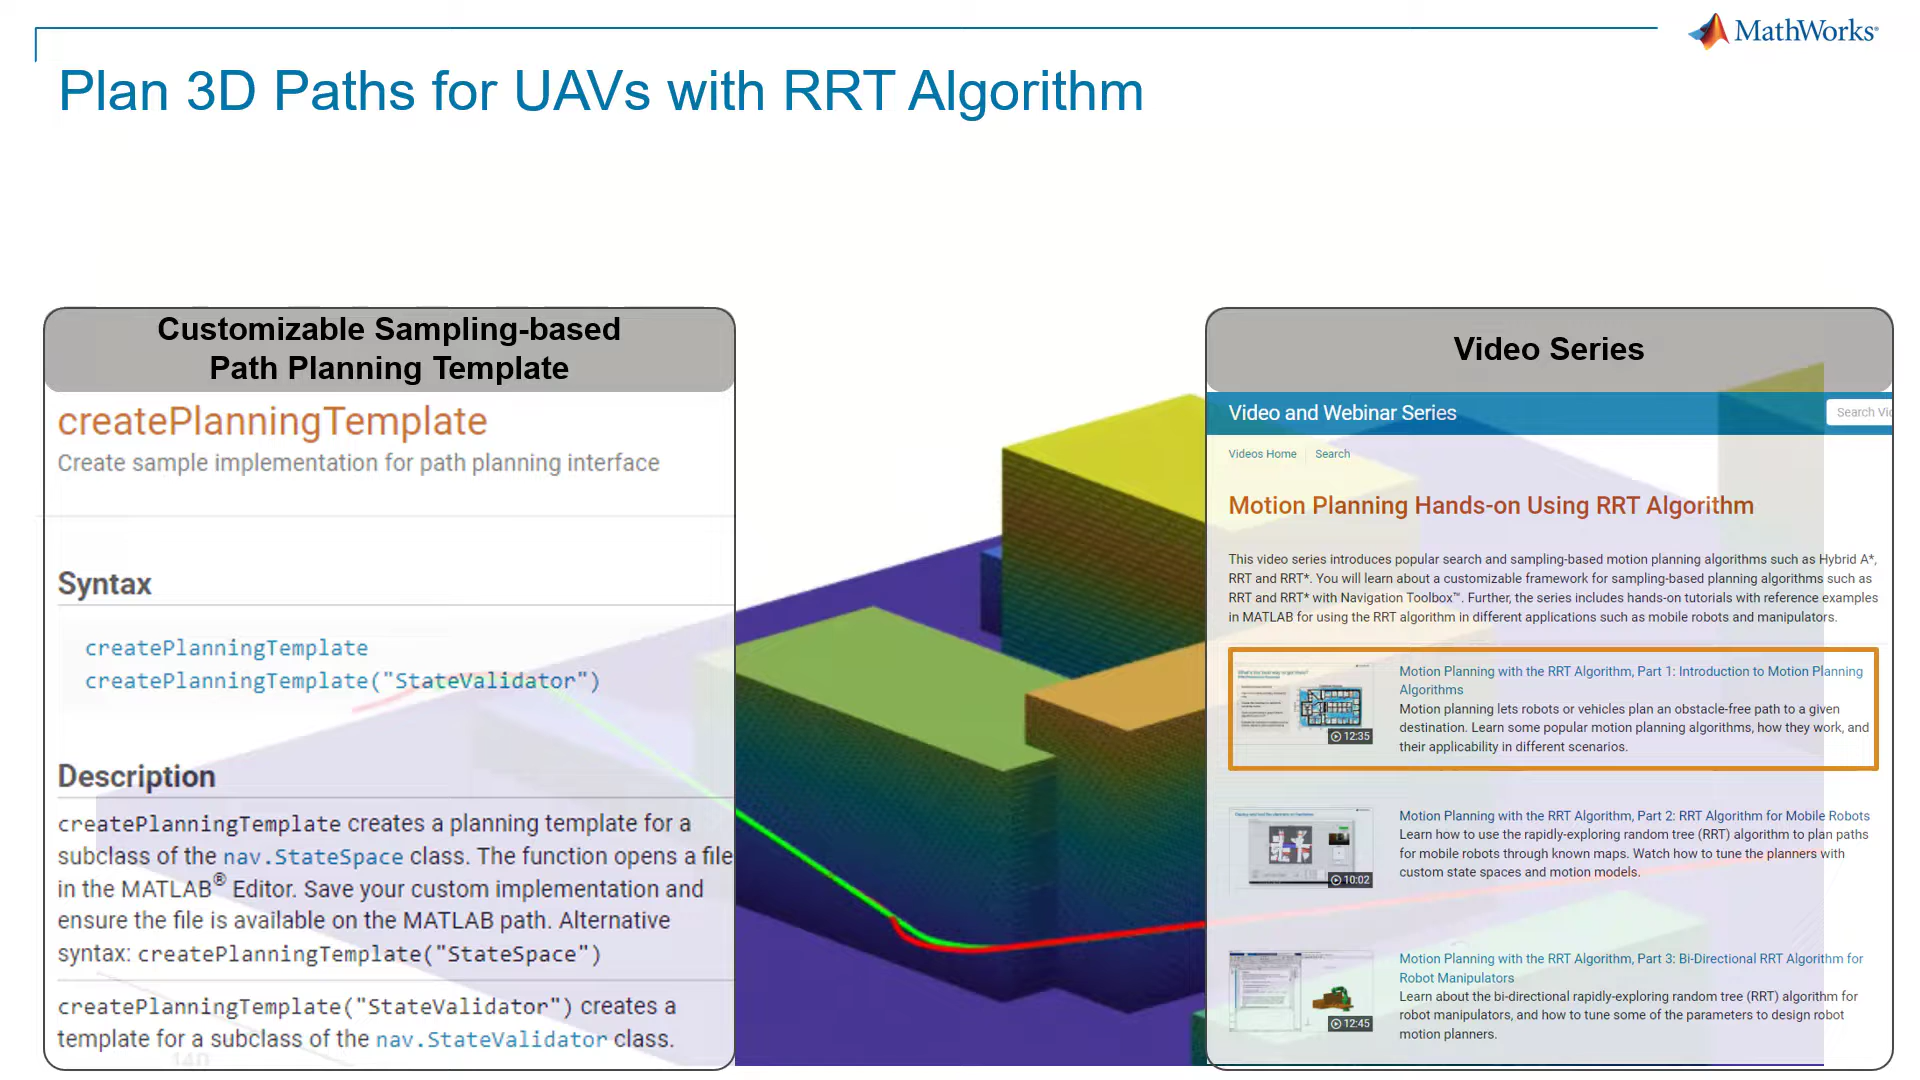 MathWorks®
Plan 3D Paths for UAVs with RRT Algorithm
Customizable Sampling-based
Path Planning Template
createPlanningTemplate
Create sample implementation for path planning interface
Syntax
createPlanningTemplate
createPlanningTemplate("StateValidator")
Description
createPlanningTemplate creates a planning template for a
subclass of the nav.StateSpace class. The function opens a file
in the MATLAB® Editor. Save your custom implementation and
ensure the file is available on the MATLAB path. Alternative
syntax: createPlanningTemplate("StateSpace")
createPlanningTemplate("StateValidator") creates a
template for a subclass of the nav.StateValidator class.
140
Video Series
Video and Webinar Series
Search Vi
Videos Home
Search
Motion Planning Hands-on Using RRT Algorithm
This video series introduces popular search and sampling-based motion planning algorithms such as Hybrid A*,
RRT and RRT*. You will learn about a customizable framework for sampling-based planning algorithms such as
RRT and RRT* with Navigation Toolbox™. Further, the series includes hands-on tutorials with reference examples
in MATLAB for using the RRT algorithm in different applications such as mobile robots and manipulators.
12:35
Motion Planning with the RRT Algorithm, Part 1: Introduction to Motion Planning
Algorithms
Motion planning lets robots or vehicles plan an obstacle-free path to a given
destination. Learn some popular motion planning algorithms, how they work, and
their applicability in different scenarios.
10:02
Motion Planning with the RRT Algorithm, Part 2: RRT Algorithm for Mobile Robots
Learn how to use the rapidly-exploring random tree (RRT) algorithm to plan paths
for mobile robots through known maps. Watch how to tune the planners with
custom state spaces and motion models.
12:45
Motion Planning with the RRT Algorithm, Part 3: Bi-Directional RRT Algorithm for
Robot Manipulators
Learn about the bi-directional rapidly-exploring random tree (RRT) algorithm for
robot manipulators, and how to tune some of the parameters to design robot
motion planners.